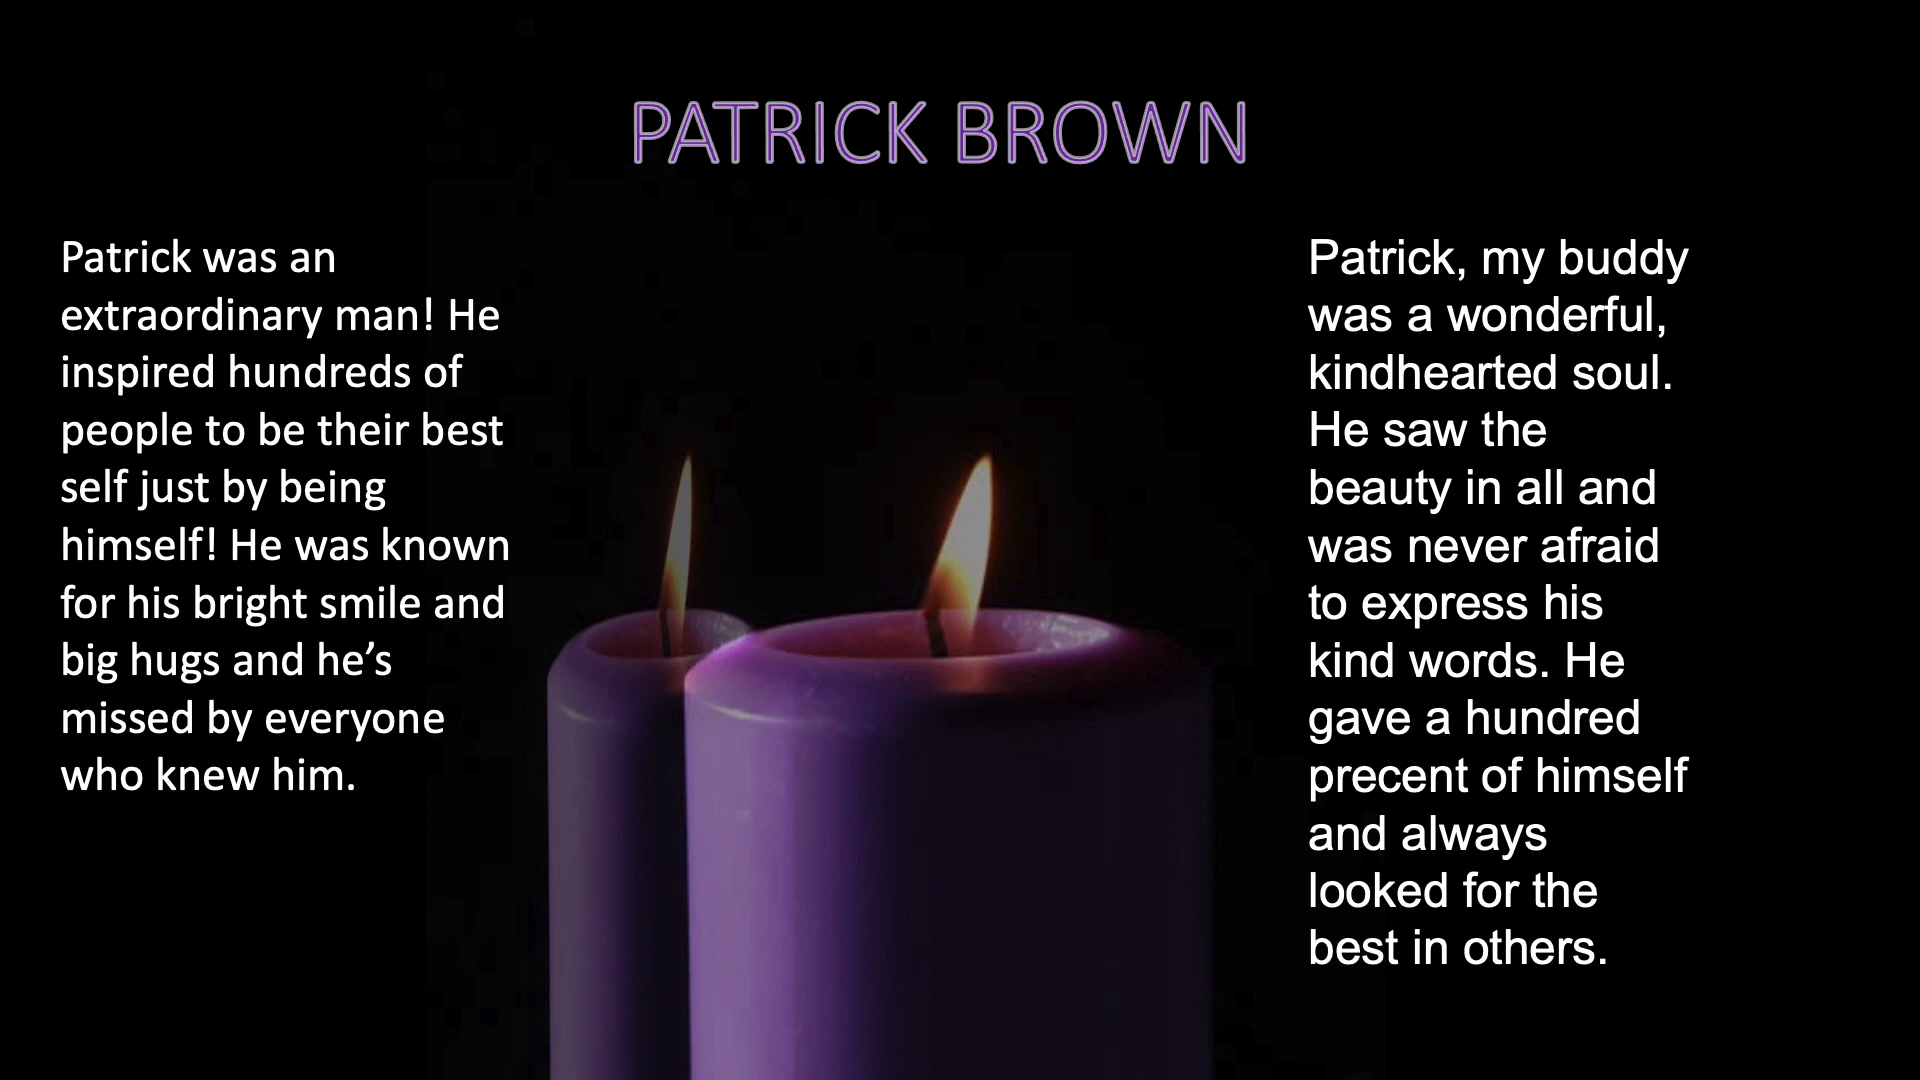 PATRICK BROWN
Patrick was an
extraordinary man! He
inspired hundreds of
people to be their best
self just by being
himself! He was known
for his bright smile and
big hugs and he’s
missed by everyone
who knew him.
Patrick, my buddy
was a wonderful,
kindhearted soul.
He saw the
beauty in all and
was never afraid
to express his
kind words. He
gave a hundred
precent of himself
and always
looked for the
best in others.